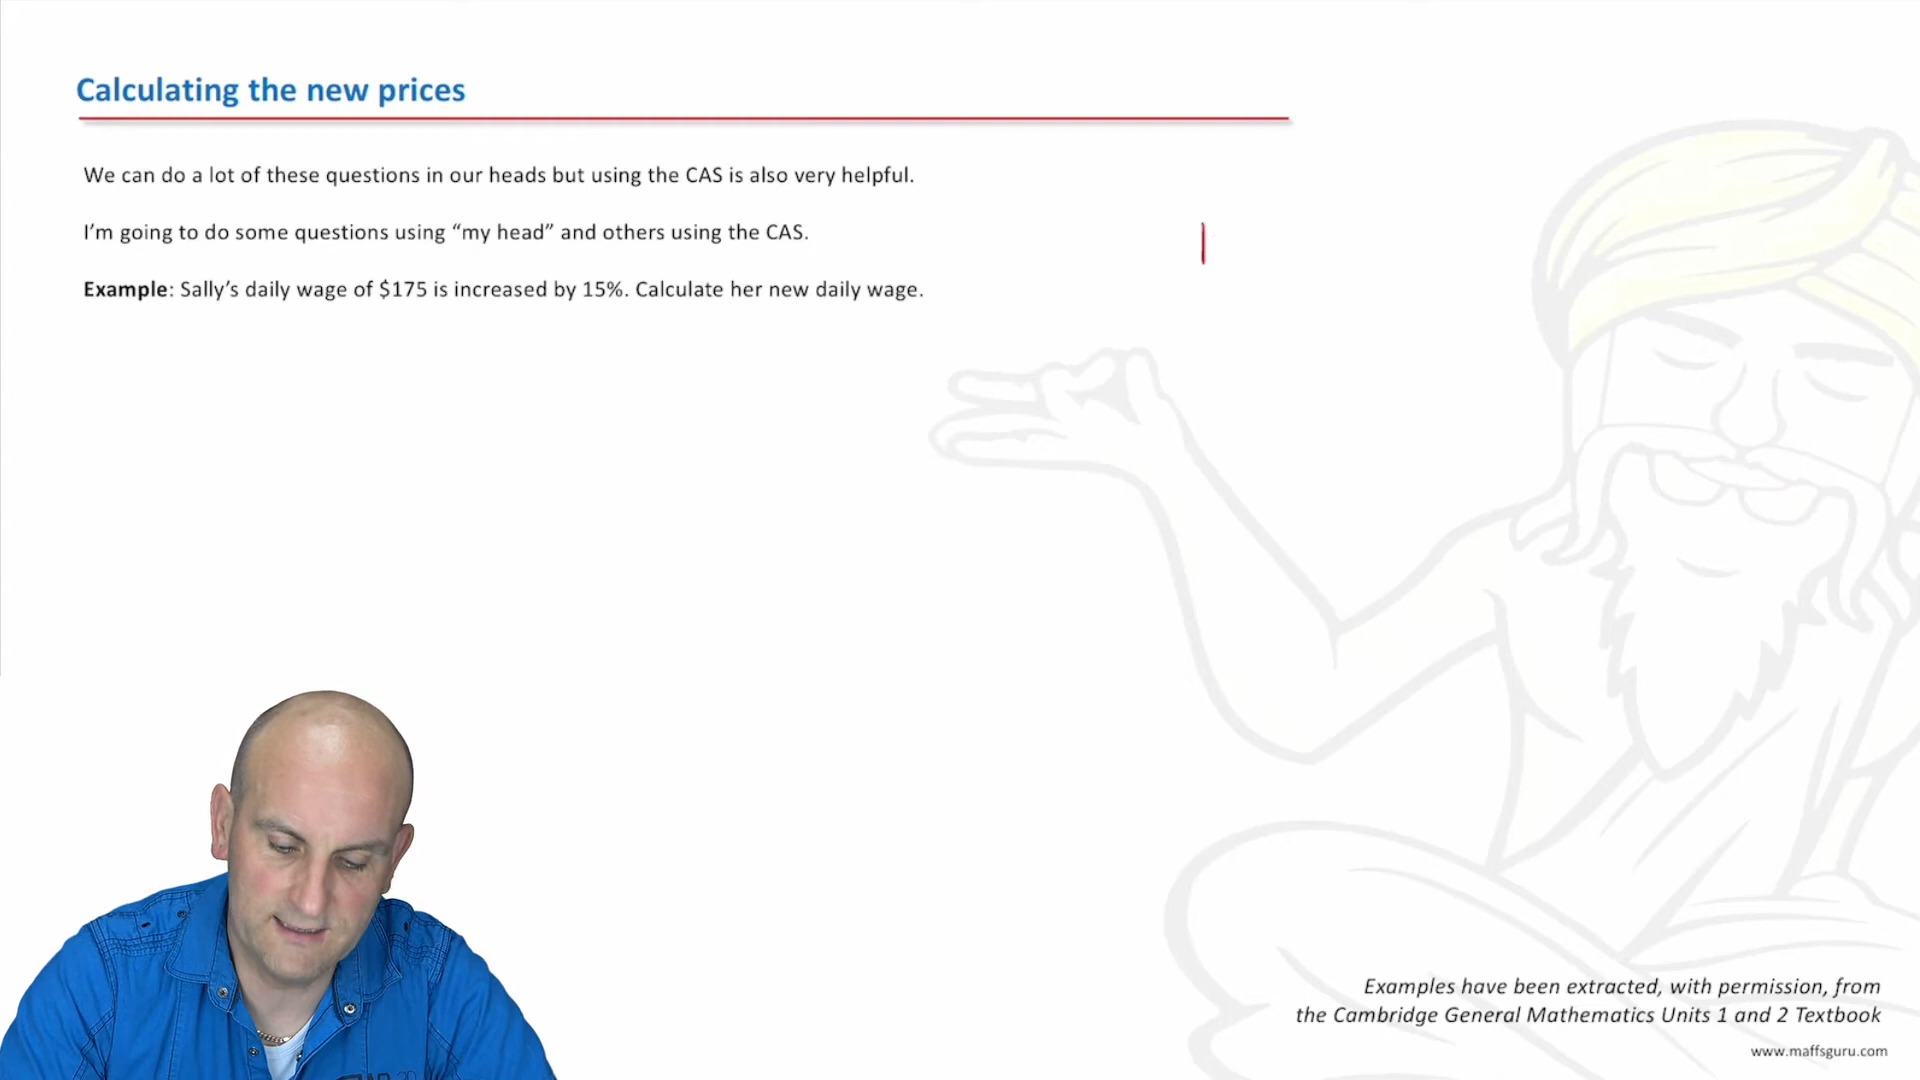 Calculating the new prices
We can do a lot of these questions in our heads but using the CAS is also very helpful.
I’m going to do some questions using “my head” and others using the CAS.
Example: Sally’s daily wage of $175 is increased by 15%. Calculate her new daily wage.
Examples have been extracted, with permission, from
the Cambridge General Mathematics Units 1 and 2 Textbook
www.maffsguru.com